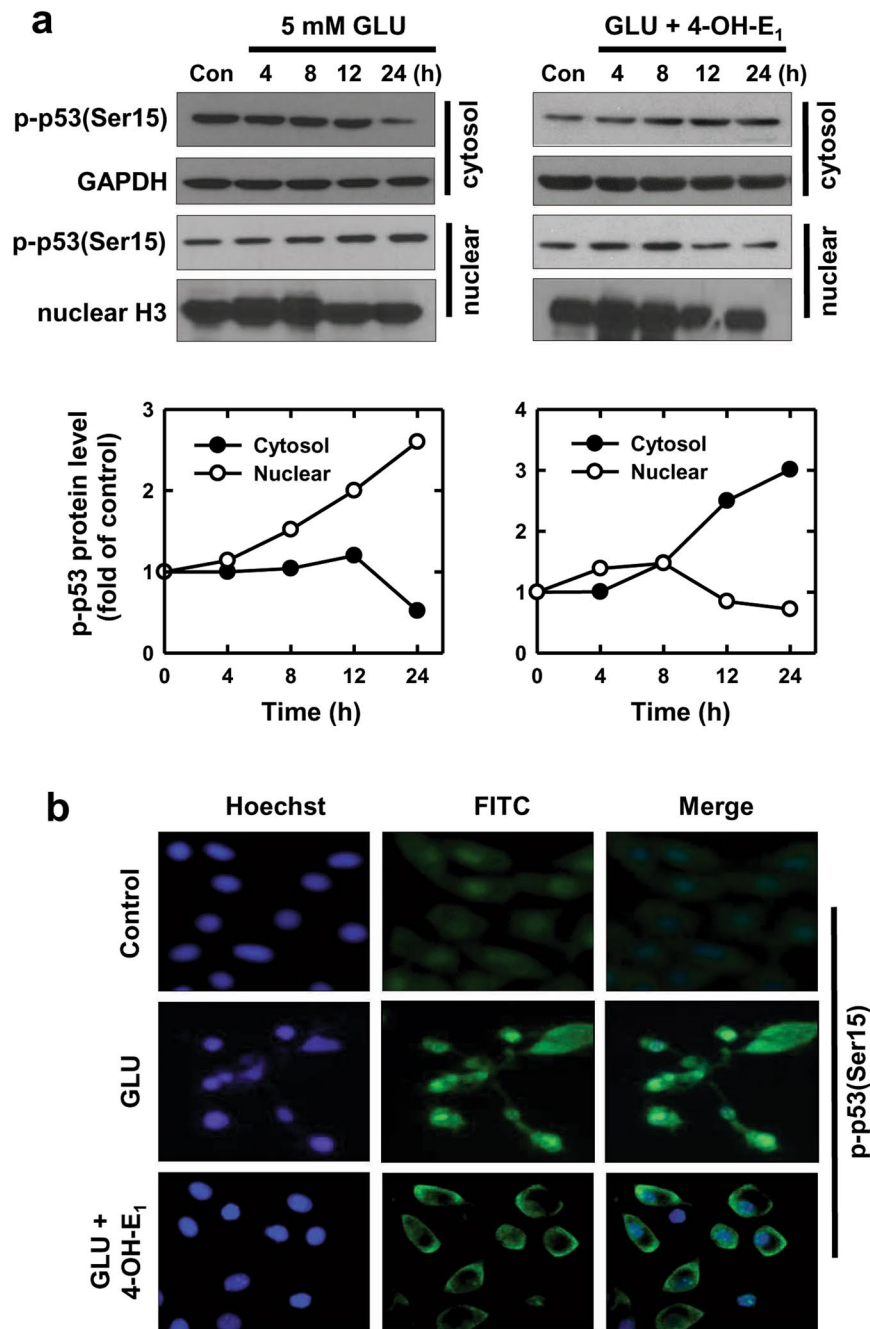 a
5 mM GLU
GLU + 4-OH-E₁
Con 4 8 12 24 (h)
Con 4 8 12 24 (h)
p-p53(Ser15)
GAPDH
p-p53(Ser15)
nuclear H3
cytosol
nuclear
cytosol
nuclear
p-p53 protein level
(fold of control)
3
2
1
0
Cytosol
Nuclear
0 4 8 12 24
Time (h)
4
3
2
1
0
Cytosol
Nuclear
0 4 8 12 24
Time (h)
b
Hoechst
FITC
Merge
Control
GLU
GLU +
4-OH-E₁
p-p53(Ser15)